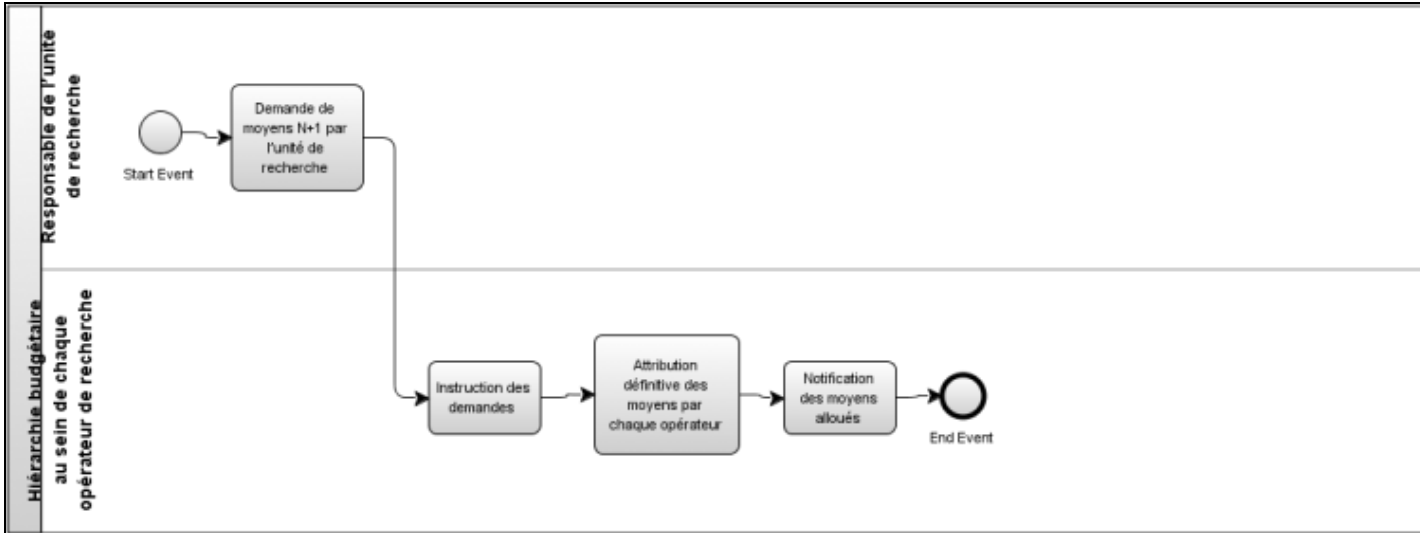 Responsable de l'unite
de recherche
Start Event
Demande de
moyens N+1 par
l'unité de
recherche
Hiérarchie budgétaire
au sein de chaque
opérateur de recherche
Instruction des
demandes
Attribution
définitive des
moyens par
chaque opérateur
Notification
des moyens
alloués
End Event